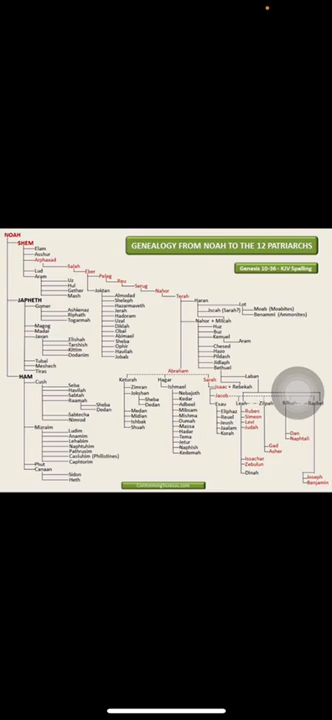 GENEALOGY FROM NOAH TO THE 12 PATRIARCHS
Genesis 10-36 - KJV Spelling
NOAH
SHEM
Elam
Asshur
Arphaxad
Salah
Eber
Peleg
Reu
Serug
Nahor
Terah
Haran
Lot
Moab (Moabites)
Benammi (Ammonites)
Iscah (Sarah?)
Nahor + Milcah
Huz
Buz
Kemuel
Aram
Chesed
Hazo
Pildash
Jidlaph
Bethuel
Laban
Joktan
Almodad
Sheleph
Hazarmaveth
Jerah
Hadoram
Uzal
Diklah
Obal
Abimael
Sheba
Ophir
Havilah
Jobab
Lud
Aram
Uz
Hul
Gether
Mash
JAPHETH
Gomer
Ashkenaz
Riphath
Togarmah
Magog
Madai
Javan
Elishah
Tarshish
Kittim
Dodanim
Tubal
Mechech
Tiras
HAM
Cush
Seba
Havilah
Sabtah
Raamah
Sheba
Dedan
Sabtecha
Nimrod
Mizraim
Ludim
Anamim
Lehabim
Naphtuhim
Pathrusim
Casluhim (Philistines)
Caphtorim
Phut
Canaan
Sidon
Heth
Abraham
Keturah
Hagar
Sarah
Zimran
Jokshan
Sheba
Dedan
Medan
Midian
Ishbak
Shuah
Ishmael
Nebajoth
Kedar
Adbeel
Mibsam
Mishma
Dumah
Massa
Hadar
Tema
Jetur
Naphish
Kedemah
Isaac + Rebekah
Jacob
Esau
Eliphaz
Reuel
Jeush
Jaalam
Korah
Leah
Zilpah
Reuben
Simeon
Levi
Judah
Gad
Asher
Issachar
Zebulun
Dinah
Dan
Naphtali
Joseph
Benjamin